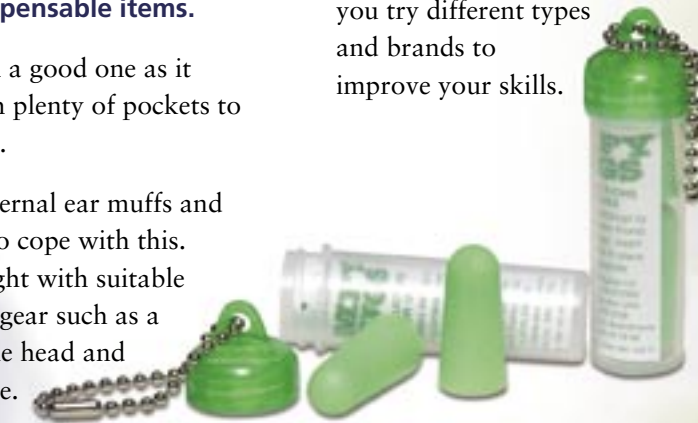 pensable items.
a good one as it
plenty of pockets to
.
ernal ear muffs and
o cope with this.
ght with suitable
gear such as a
e head and
e.
you try different types
and brands to
improve your skills.